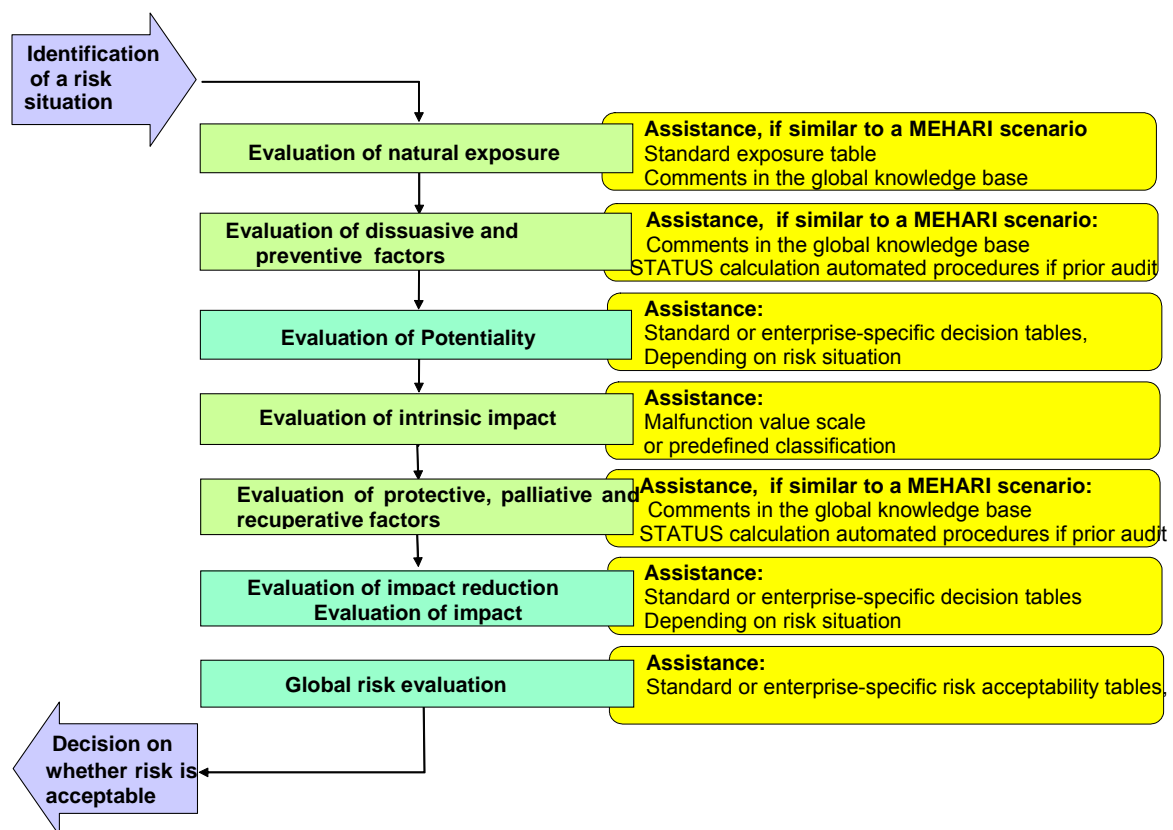 Identification
of a risk
situation
Evaluation of natural exposure
Assistance, if similar to a MEHARI scenario
Standard exposure table
Comments in the global knowledge base
Evaluation of dissuasive and
preventive factors
Assistance, if similar to a MEHARI scenario:
Comments in the global knowledge base
STATUS calculation automated procedures if prior audit
Evaluation of Potentiality
Assistance:
Standard or enterprise-specific decision tables,
Depending on risk situation
Evaluation of intrinsic impact
Assistance:
Malfunction value scale
or predefined classification
Evaluation of protective, palliative and
recuperative factors
Assistance, if similar to a MEHARI scenario:
Comments in the global knowledge base
STATUS calculation automated procedures if prior audit
Evaluation of impact reduction
Evaluation of impact
Assistance:
Standard or enterprise-specific decision tables
Depending on risk situation
Global risk evaluation
Assistance:
Standard or enterprise-specific risk acceptability tables,
Decision on
whether risk is
acceptable